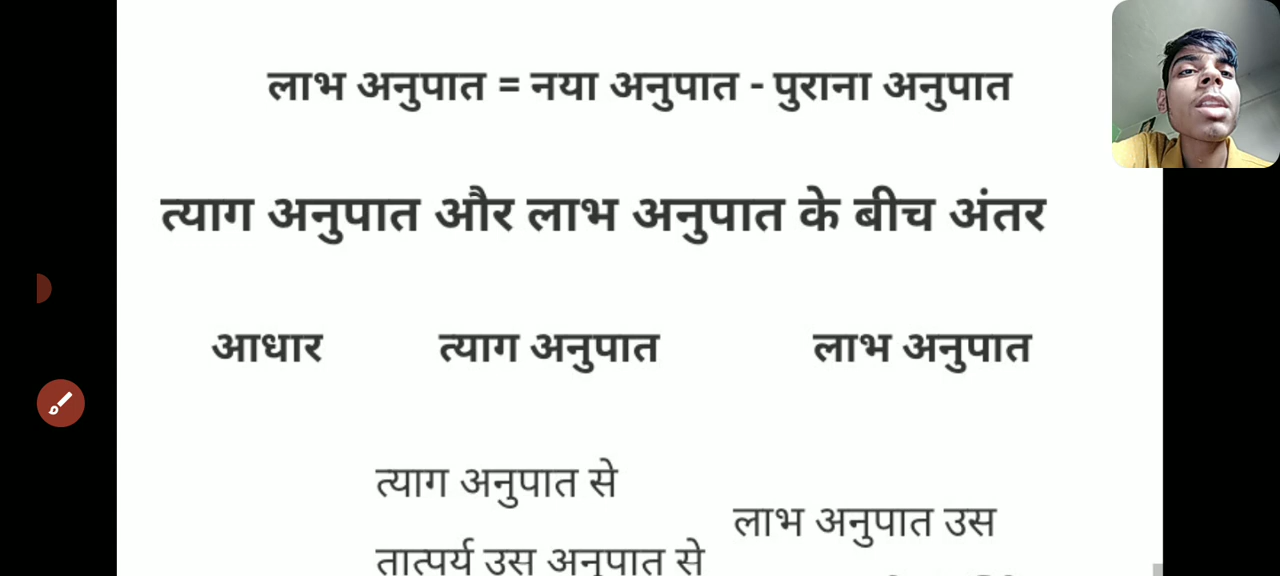 लाभ अनुपात = नया अनुपात - पुराना अनुपात
त्याग अनुपात और लाभ अनुपात के बीच अंतर
आधार त्याग अनुपात लाभ अनुपात
त्याग अनुपात से
लाभ अनुपात उस
तात्पर्य उस अनुपात से